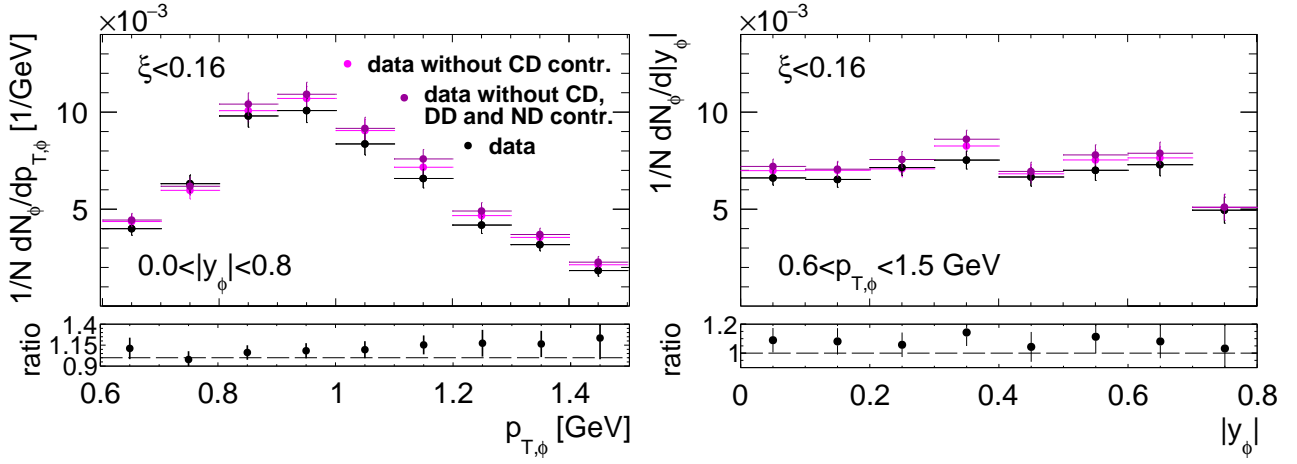 ×10⁻³
1/N dN_ϕ/dp_T,ϕ [1/GeV]
ξ<0.16
data without CD contr.
data without CD,
DD and ND contr.
data
10
5
0.0<|y_ϕ|<0.8
ratio
1.4
1.15
0.9
0.6 0.8 1 1.2 1.4
p_T,ϕ [GeV]
×10⁻³
1/N dN_ϕ/d|y_ϕ|
ξ<0.16
10
5
0.6<p_T,ϕ<1.5 GeV
ratio
1.2
1
0 0.2 0.4 0.6 0.8
|y_ϕ|